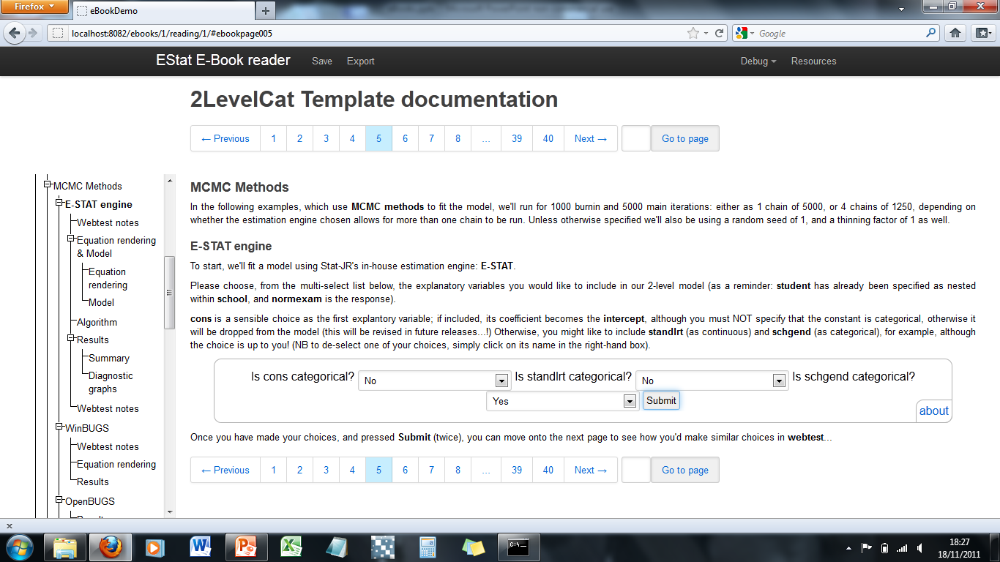 Firefox
eBookDemo
localhost:8082/ebooks/1/reading/1/#ebookpage005
Google
EStat E-Book reader Save Export Debug Resources
2LevelCat Template documentation
← Previous 1 2 3 4 5 6 7 8 ... 39 40 Next → Go to page
MCMC Methods
E-STAT engine
Webtest notes
Equation rendering
& Model
Equation
rendering
Model
Algorithm
Results
Summary
Diagnostic
graphs
Webtest notes
WinBUGS
Webtest notes
Equation rendering
Results
OpenBUGS
MCMC Methods
In the following examples, which use MCMC methods to fit the model, we'll run for 1000 burnin and 5000 main iterations: either as 1 chain of 5000, or 4 chains of 1250, depending on
whether the estimation engine chosen allows for more than one chain to be run. Unless otherwise specified we'll also be using a random seed of 1, and a thinning factor of 1 as well.
E-STAT engine
To start, we'll fit a model using Stat-JR's in-house estimation engine: E-STAT.
Please choose, from the multi-select list below, the explanatory variables you would like to include in our 2-level model (as a reminder: student has already been specified as nested
within school, and normexam is the response).
cons is a sensible choice as the first explantory variable; if included, its coefficient becomes the intercept, although you must NOT specify that the constant is categorical, otherwise it
will be dropped from the model (this will be revised in future releases...!) Otherwise, you might like to include standlrt (as continuous) and schgend (as categorical), for example, although
the choice is up to you! (NB to de-select one of your choices, simply click on its name in the right-hand box).
Is cons categorical? No Is standlrt categorical? No Is schgend categorical?
Yes Submit
about
Once you have made your choices, and pressed Submit (twice), you can move onto the next page to see how you'd make similar choices in webtest...
← Previous 1 2 3 4 5 6 7 8 ... 39 40 Next → Go to page
18:27
18/11/2011